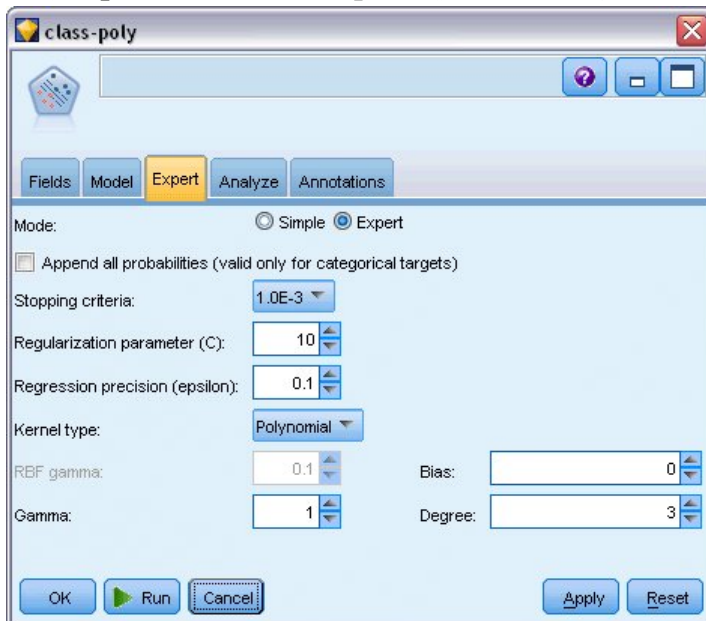 class-poly
Fields Model Expert Analyze Annotations
Mode: Simple Expert
Append all probabilities (valid only for categorical targets)
Stopping criteria: 1.0E-3
Regularization parameter (C): 10
Regression precision (epsilon): 0.1
Kernel type: Polynomial
RBF gamma: 0.1 Bias: 0
Gamma: 1 Degree: 3
OK Run Cancel Apply Reset